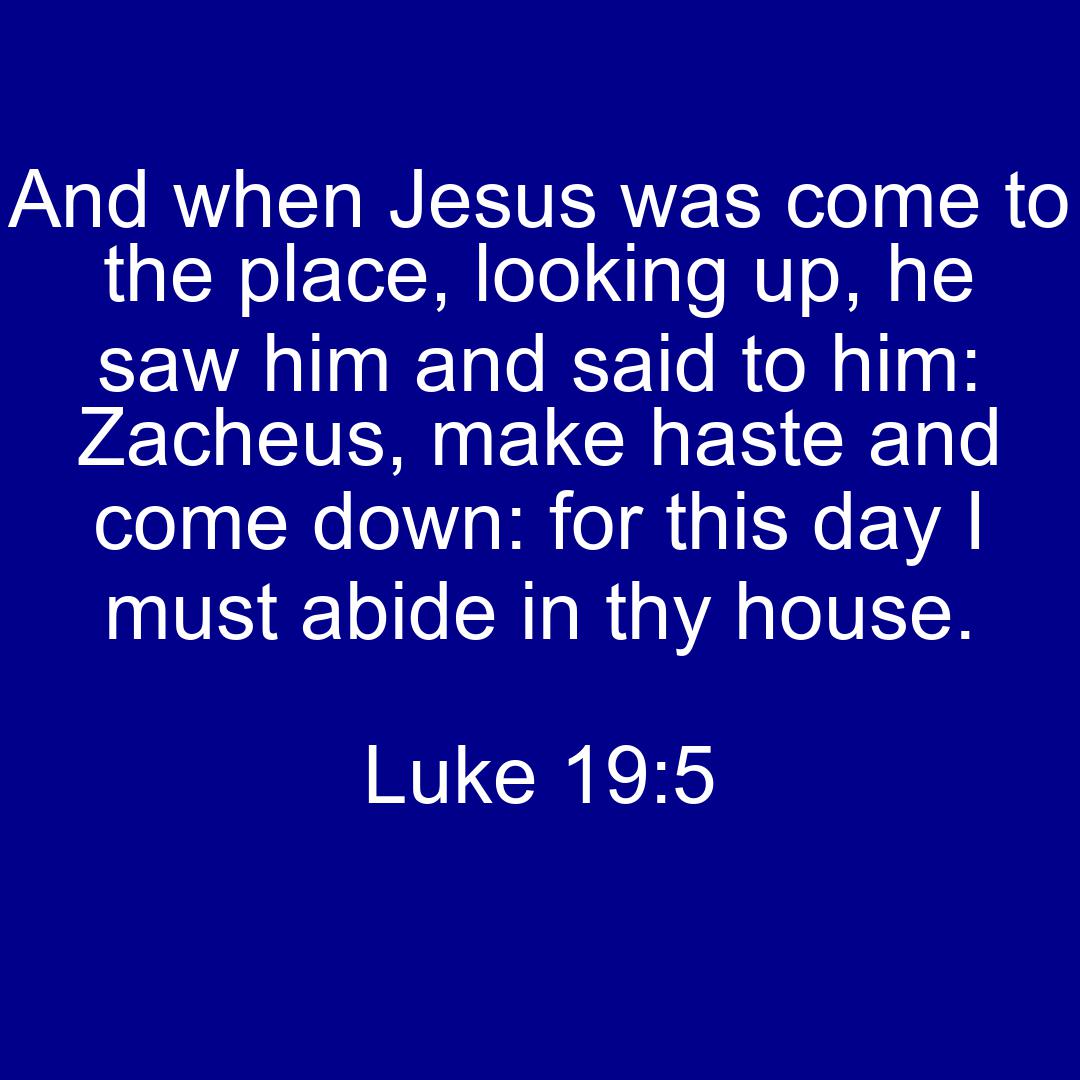 And when Jesus was come to
the place, looking up, he
saw him and said to him:
Zacheus, make haste and
come down: for this day I
must abide in thy house.
Luke 19:5